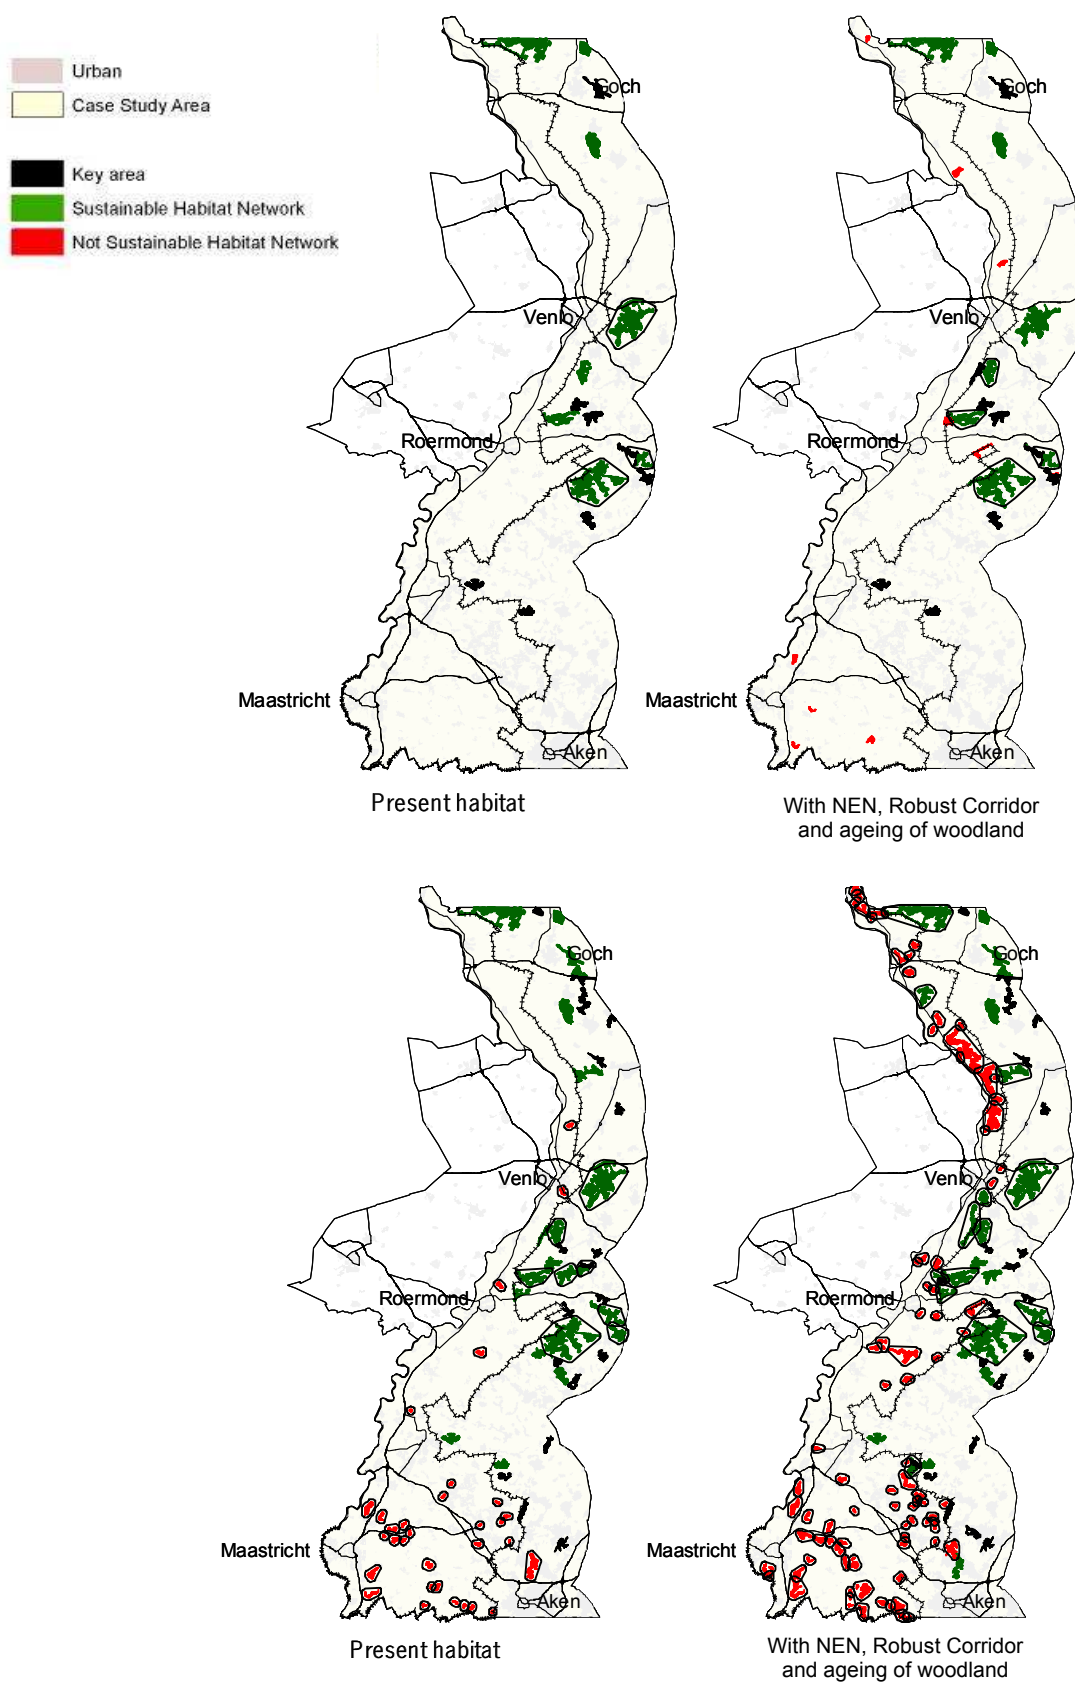 Urban
Case Study Area
Key area
Sustainable Habitat Network
Not Sustainable Habitat Network
Goch
Venlo
Roermond
Maastricht
Aken
Present habitat
Goch
Venlo
Roermond
Maastricht
Aken
With NEN, Robust Corridor
and ageing of woodland
Goch
Venlo
Roermond
Maastricht
Aken
Present habitat
Goch
Venlo
Roermond
Maastricht
Aken
With NEN, Robust Corridor
and ageing of woodland